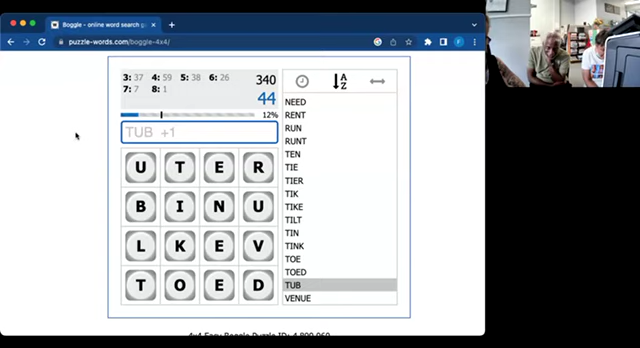 Boggle - online word search g
puzzle-words.com/boggle-4x4/
3: 37 4: 59 5: 38 6: 26
7: 7 8: 1
340
44
12%
TUB +1
U T E R
B I N U
L K E V
T O E D
A
Z
NEED
RENT
RUN
RUNT
TEN
TIE
TIER
TIK
TIKE
TILT
TIN
TINK
TOE
TOED
TUB
VENUE